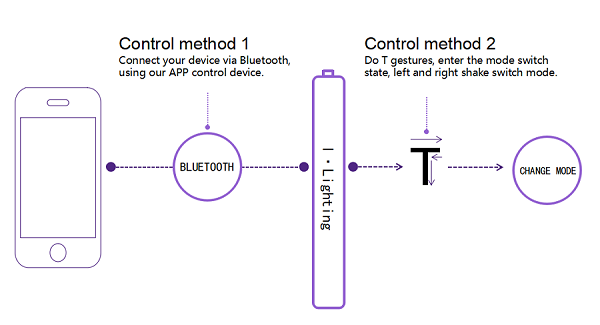 Control method 1
Connect your device via Bluetooth,
using our APP control device.
Control method 2
Do T gestures, enter the mode switch
state, left and right shake switch mode.
BLUETOOTH
I·Lighting
T
CHANGE MODE